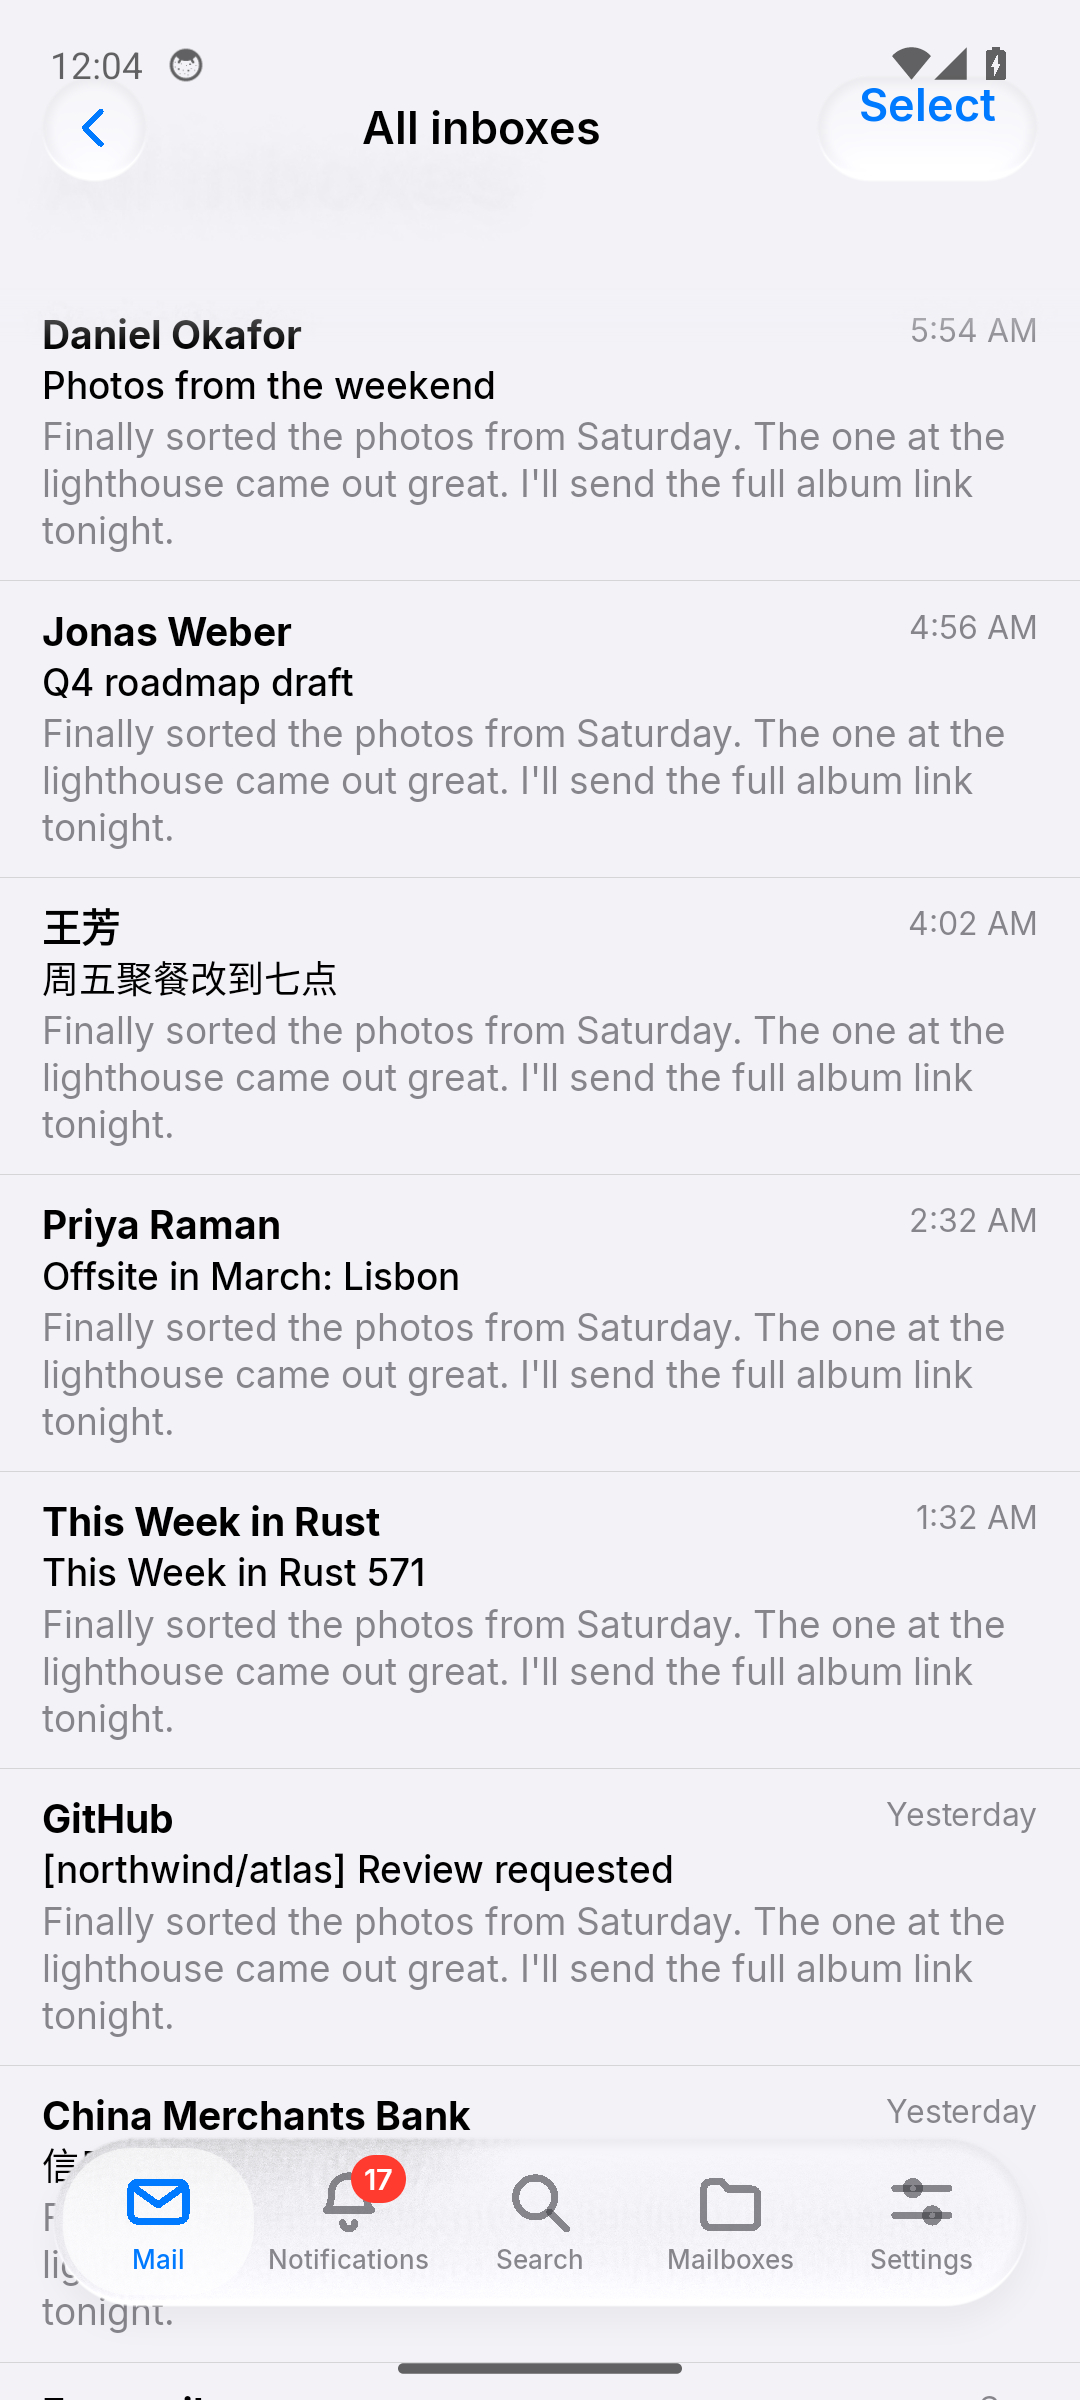 12:04
All inboxes
Select
Daniel Okafor
5:54 AM
Photos from the weekend
Finally sorted the photos from Saturday. The one at the
lighthouse came out great. I'll send the full album link
tonight.
Jonas Weber
4:56 AM
Q4 roadmap draft
Finally sorted the photos from Saturday. The one at the
lighthouse came out great. I'll send the full album link
tonight.
王芳
4:02 AM
周五聚餐改到七点
Finally sorted the photos from Saturday. The one at the
lighthouse came out great. I'll send the full album link
tonight.
Priya Raman
2:32 AM
Offsite in March: Lisbon
Finally sorted the photos from Saturday. The one at the
lighthouse came out great. I'll send the full album link
tonight.
This Week in Rust
1:32 AM
This Week in Rust 571
Finally sorted the photos from Saturday. The one at the
lighthouse came out great. I'll send the full album link
tonight.
GitHub
Yesterday
[northwind/atlas] Review requested
Finally sorted the photos from Saturday. The one at the
lighthouse came out great. I'll send the full album link
tonight.
China Merchants Bank
Yesterday
信
tonight.
17
Mail
Notifications
Search
Mailboxes
Settings